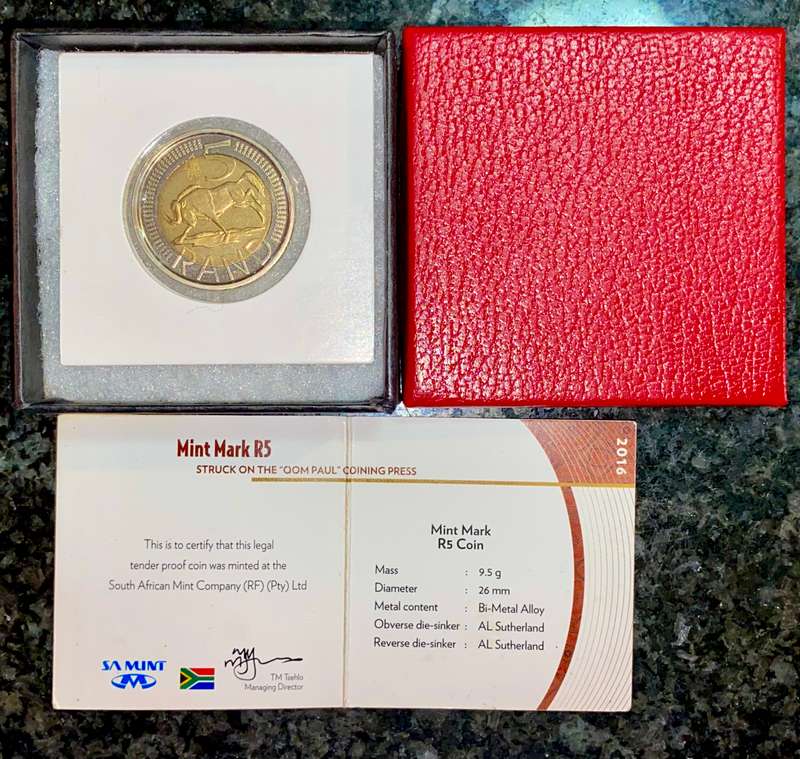 RAND
Mint Mark R5
STRUCK ON THE "OOM PAUL" COINING PRESS
2016
This is to certify that this legal
tender proof coin was minted at the
South African Mint Company (RF) (Pty) Ltd
SA MINT
TM Tsehlo
Managing Director
Mint Mark
R5 Coin
Mass : 9.5 g
Diameter : 26 mm
Metal content : Bi-Metal Alloy
Obverse die-sinker : AL Sutherland
Reverse die-sinker : AL Sutherland